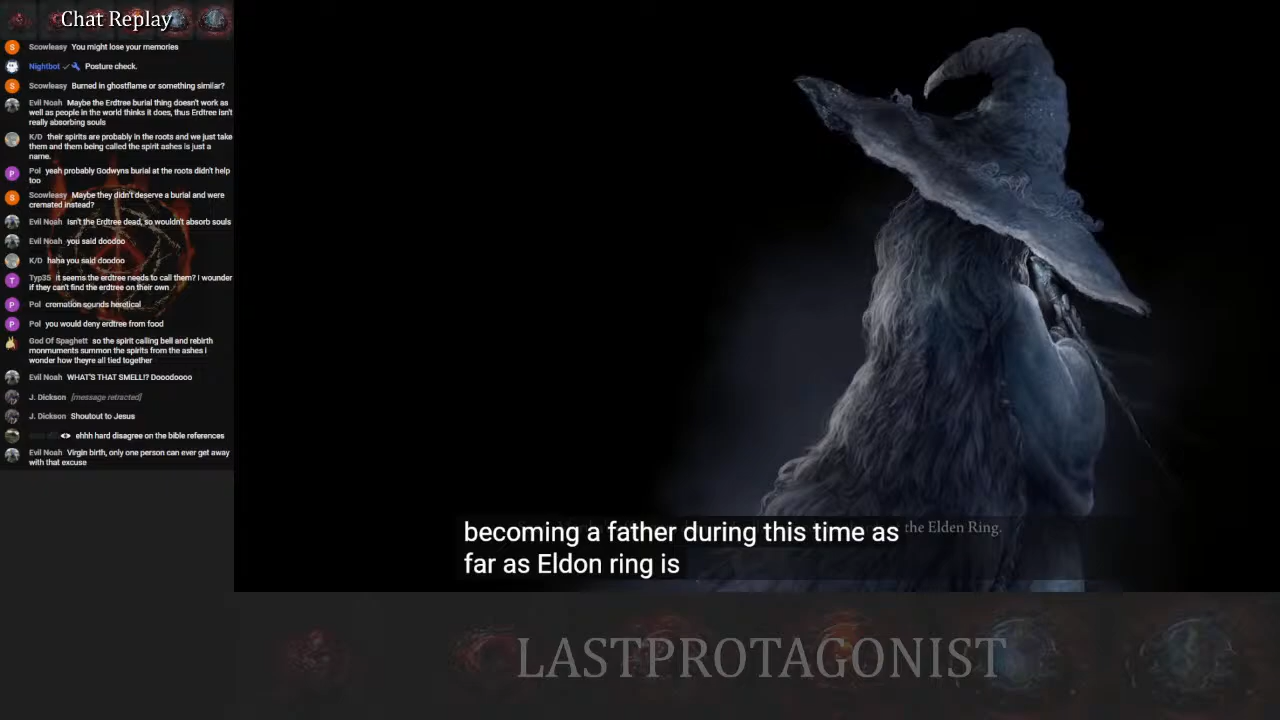 Chat Replay
Scowleasy You might lose your memories
Nightbot Posture check.
Scowleasy Burned in ghostflame or something similar?
Evil Noah Maybe the Erdtree burial thing doesn't work as
well as people in the world thinks it does, thus Erdtree isn't
really absorbing souls
K/D their spirits are probably in the roots and we just take
them and them being called the spirit ashes is just a
name.
Pol yeah probably Godwyns burial at the roots didn't help
too
Scowleasy Maybe they didn't deserve a burial and were
cremated instead?
Evil Noah Isn't the Erdtree dead, so wouldn't absorb souls
Evil Noah you said doodoo
K/D haha you said doodoo
Typ35 it seems the erdtree needs to call them? I wonder
if they can't find the erdtree on their own
Pol cremation sounds heretical
Pol you would deny erdtree from food
God Of Spaghett so the spirit calling bell and rebirth
monmuments summon the spirits from the ashes i
wonder how theyre all tied together
Evil Noah WHAT'S THAT SMELL!? Dooodoooo
J. Dickson [message retracted]
J. Dickson Shoutout to Jesus
ehhh hard disagree on the bible references
Evil Noah Virgin birth, only one person can ever get away
with that excuse
the Elden Ring.
becoming a father during this time as
far as Eldon ring is
LASTPROTAGONIST